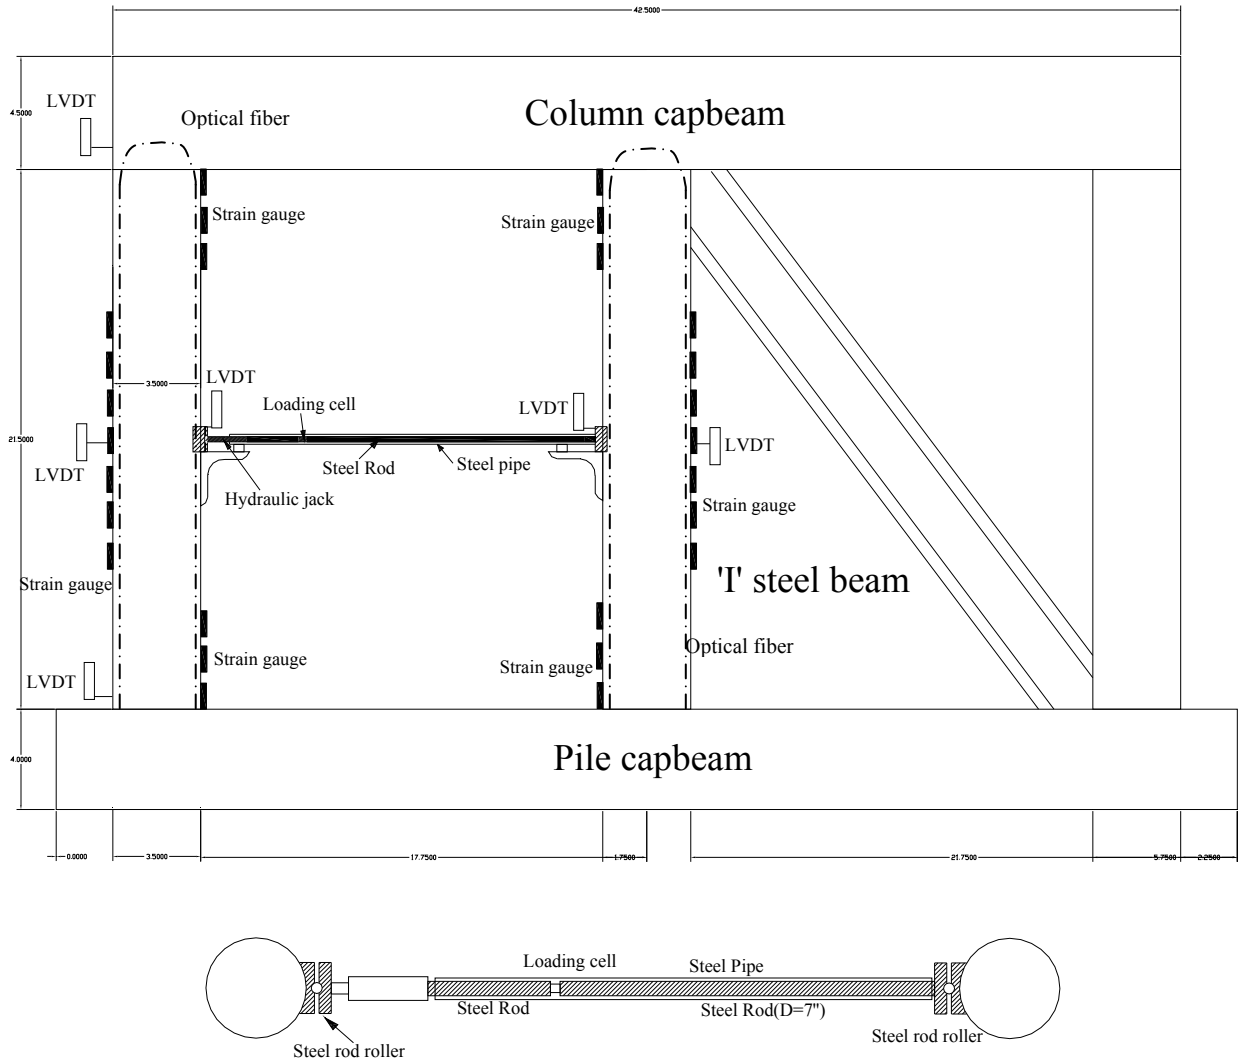 42.5000
LVDT
4.5000
Optical fiber
Column capbeam
Strain gauge
Strain gauge
3.5000
LVDT
Loading cell
LVDT
21.5000
LVDT
LVDT
Steel Rod
Steel pipe
Hydraulic jack
Strain gauge
Strain gauge
'I' steel beam
Optical fiber
Strain gauge
Strain gauge
LVDT
4.0000
Pile capbeam
0.0000
3.5000
17.7500
1.7500
21.7500
5.7500
2.2500
Loading cell
Steel Pipe
Steel Rod
Steel Rod(D=7")
Steel rod roller
Steel rod roller